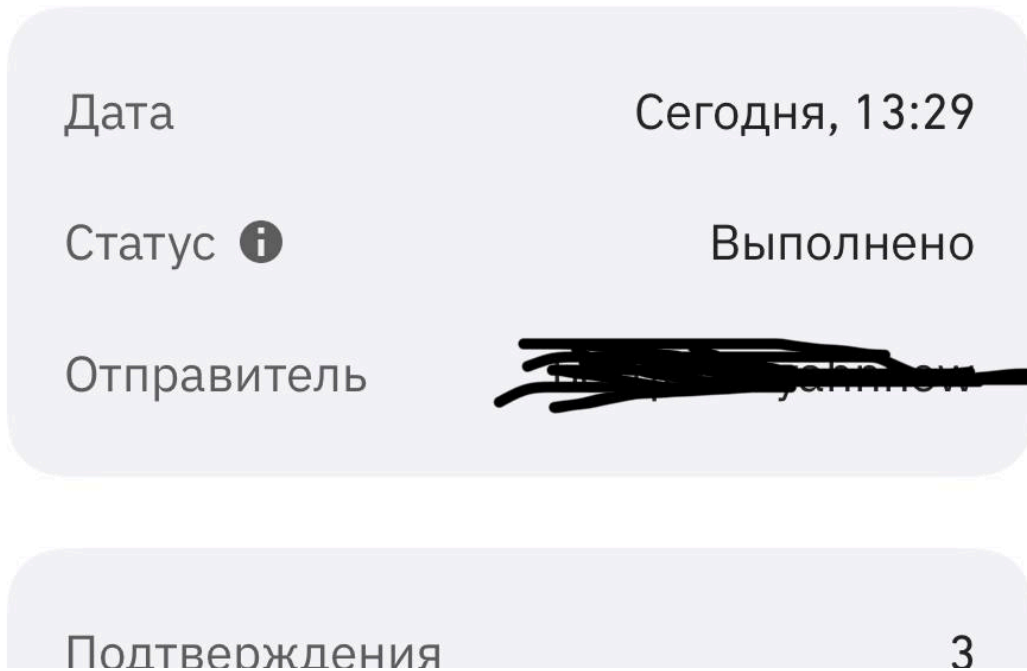 Дата Сегодня, 13:29
Статус Выполнено
Отправитель
Подтверждения 3